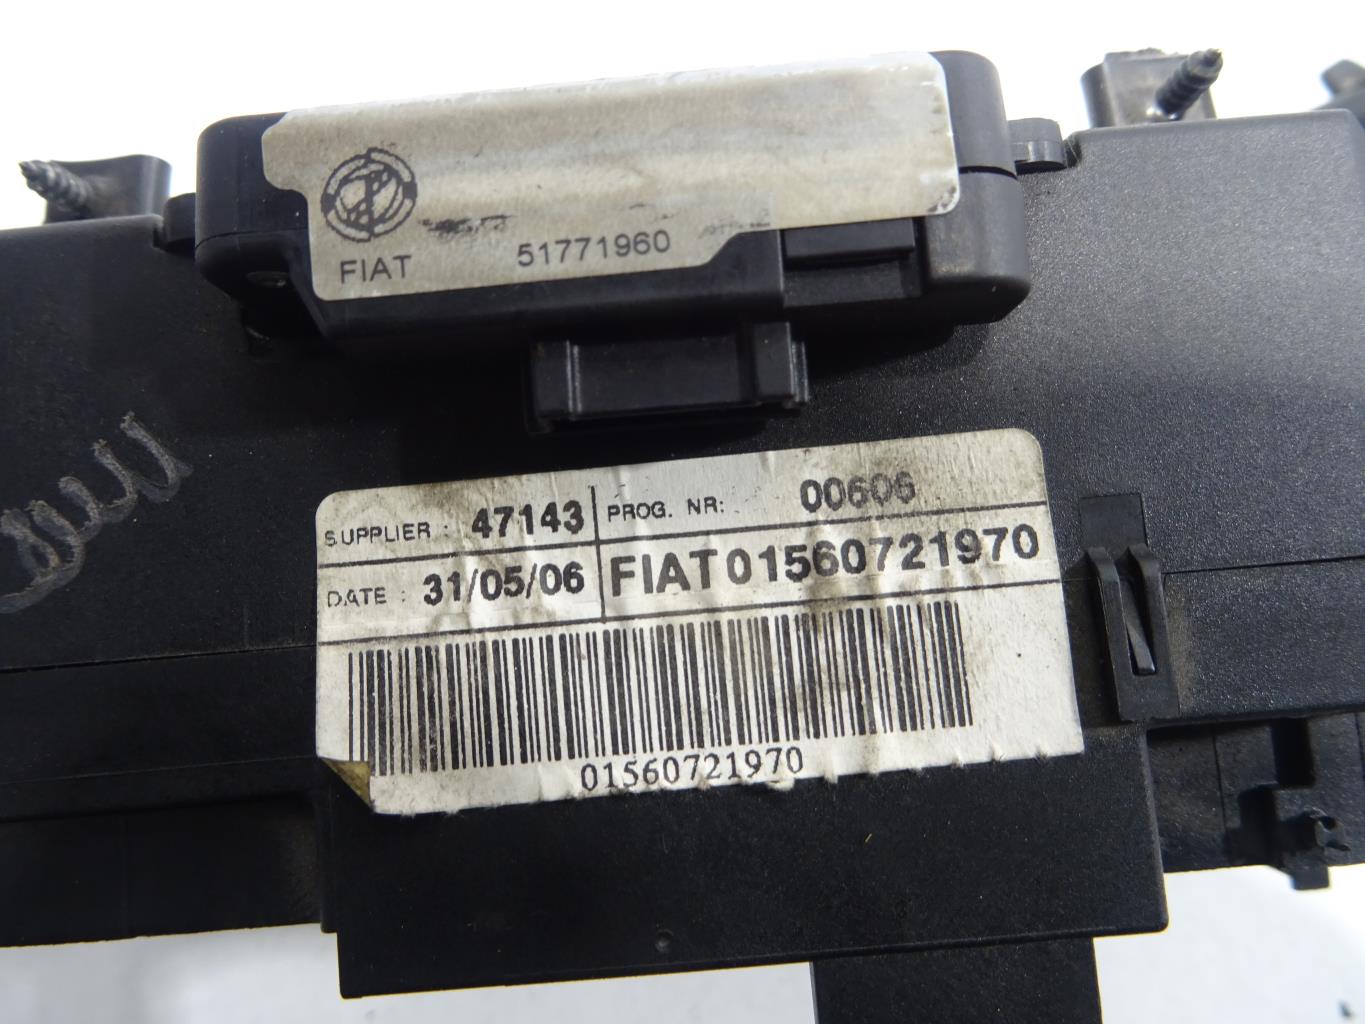 FIAT 51771960
SUPPLIER : 47143 PROG. NR: 00606
DATE : 31/05/06 FIAT01560721970
01560721970